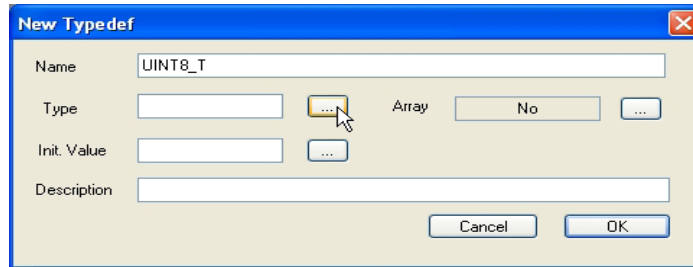 New Typedef
Name UINT8_T
Type ... Array No ...
Init. Value ...
Description
Cancel OK